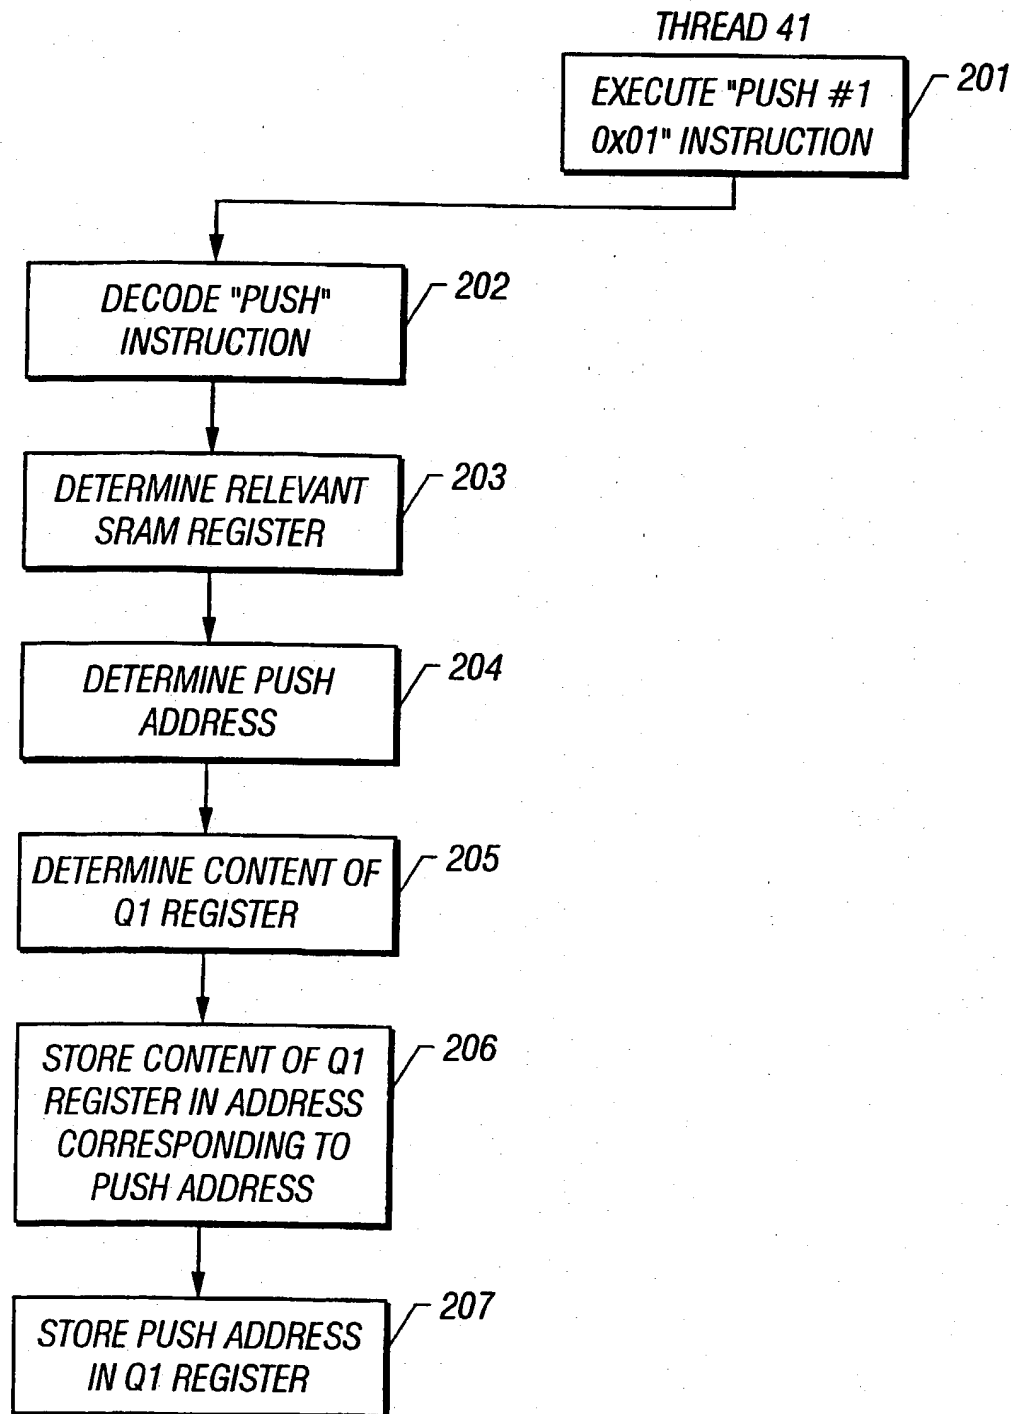 THREAD 41
EXECUTE "PUSH #1
0x01" INSTRUCTION
201
DECODE "PUSH"
INSTRUCTION
202
DETERMINE RELEVANT
SRAM REGISTER
203
DETERMINE PUSH
ADDRESS
204
DETERMINE CONTENT OF
Q1 REGISTER
205
STORE CONTENT OF Q1
REGISTER IN ADDRESS
CORRESPONDING TO
PUSH ADDRESS
206
STORE PUSH ADDRESS
IN Q1 REGISTER
207